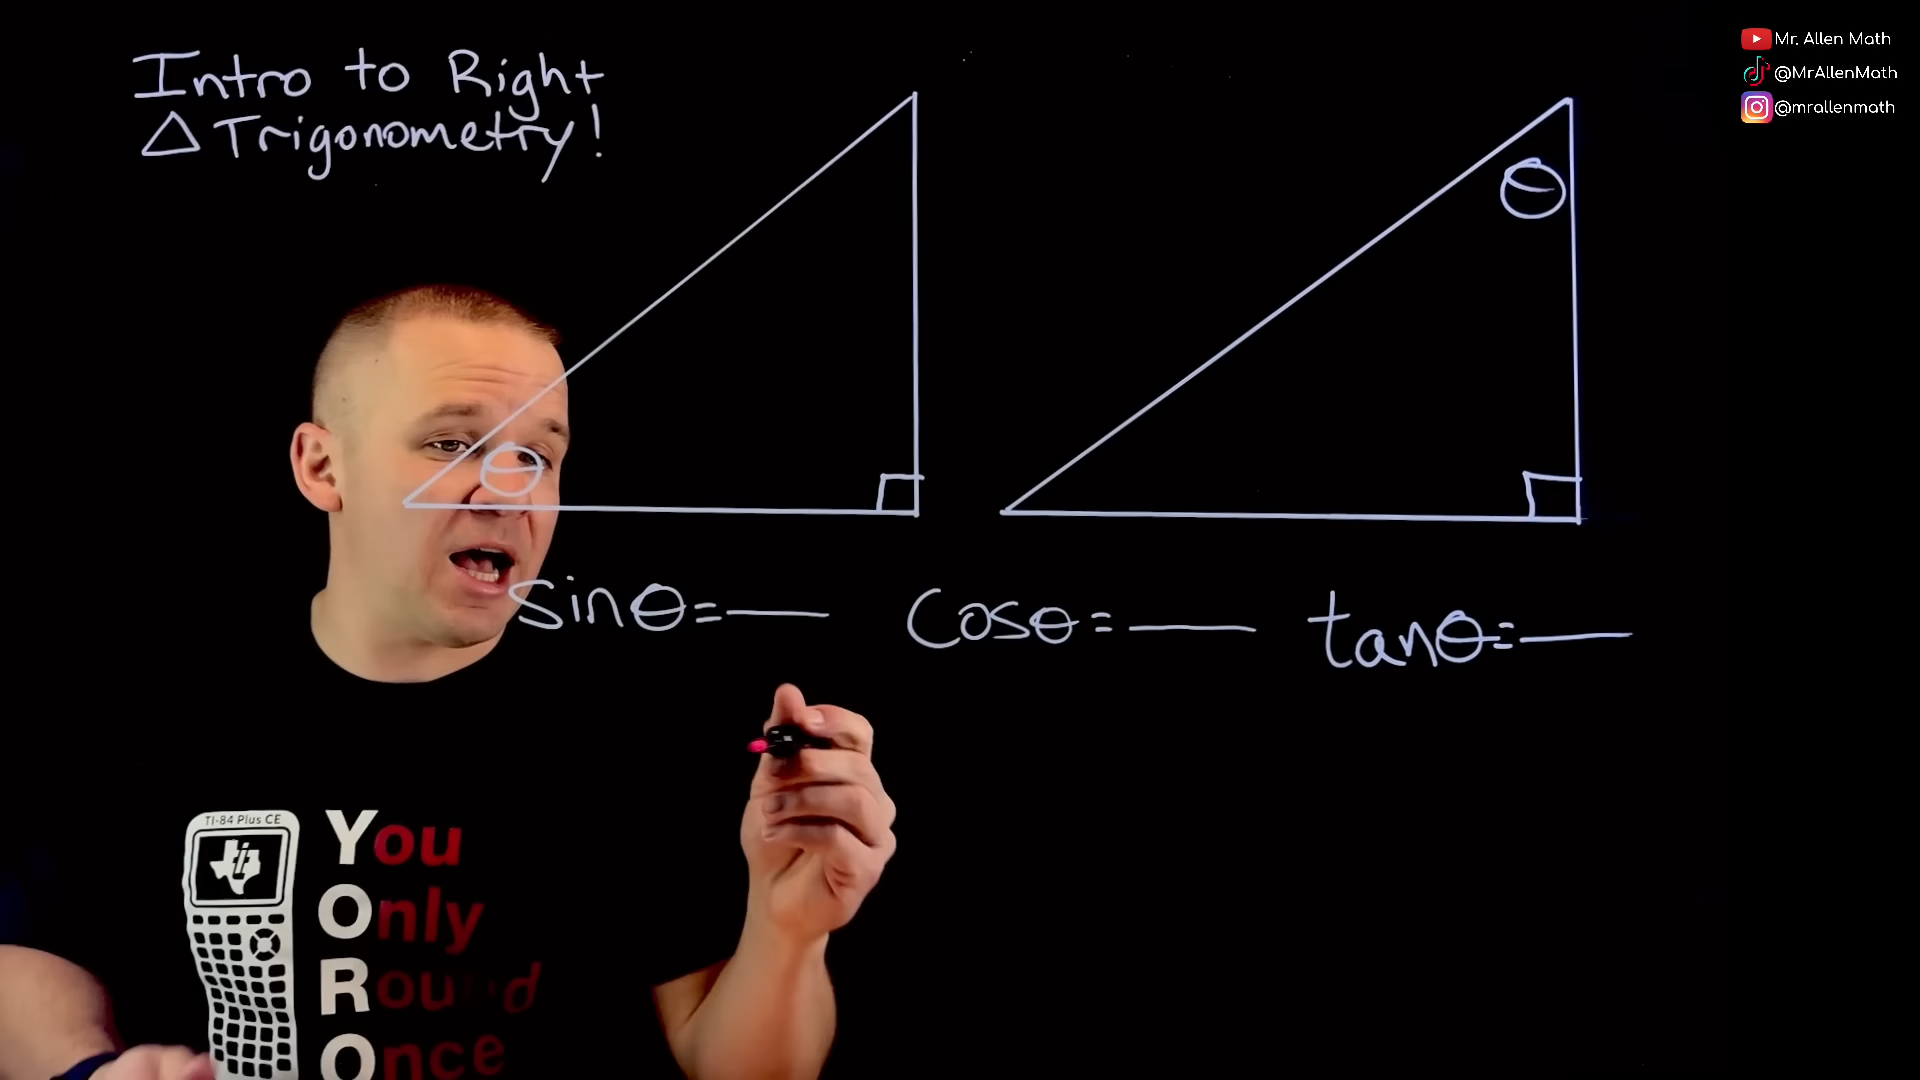 Intro to Right
△ Trigonometry!
Mr. Allen Math
@MrAllenMath
@mrallenmath
θ
θ
sinθ=—
cosθ=—
tanθ=—
TI-84 Plus CE
You
Only
Round
Once